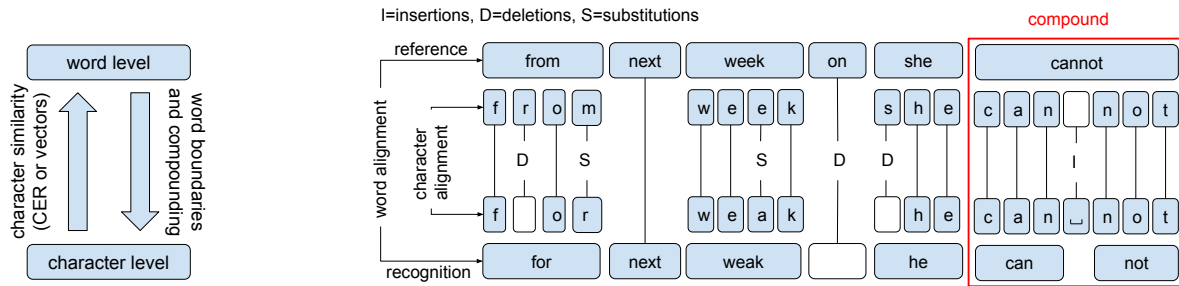 I=insertions, D=deletions, S=substitutions
compound
word level
character similarity
(CER or vectors)
word boundaries
and compounding
character level
reference
from next week on she cannot
word alignment
character
alignment
f r o m w e e k s h e c a n n o t
D S S D D I
f o r w e a k h e c a n ␣ n o t
recognition
for next weak he can not